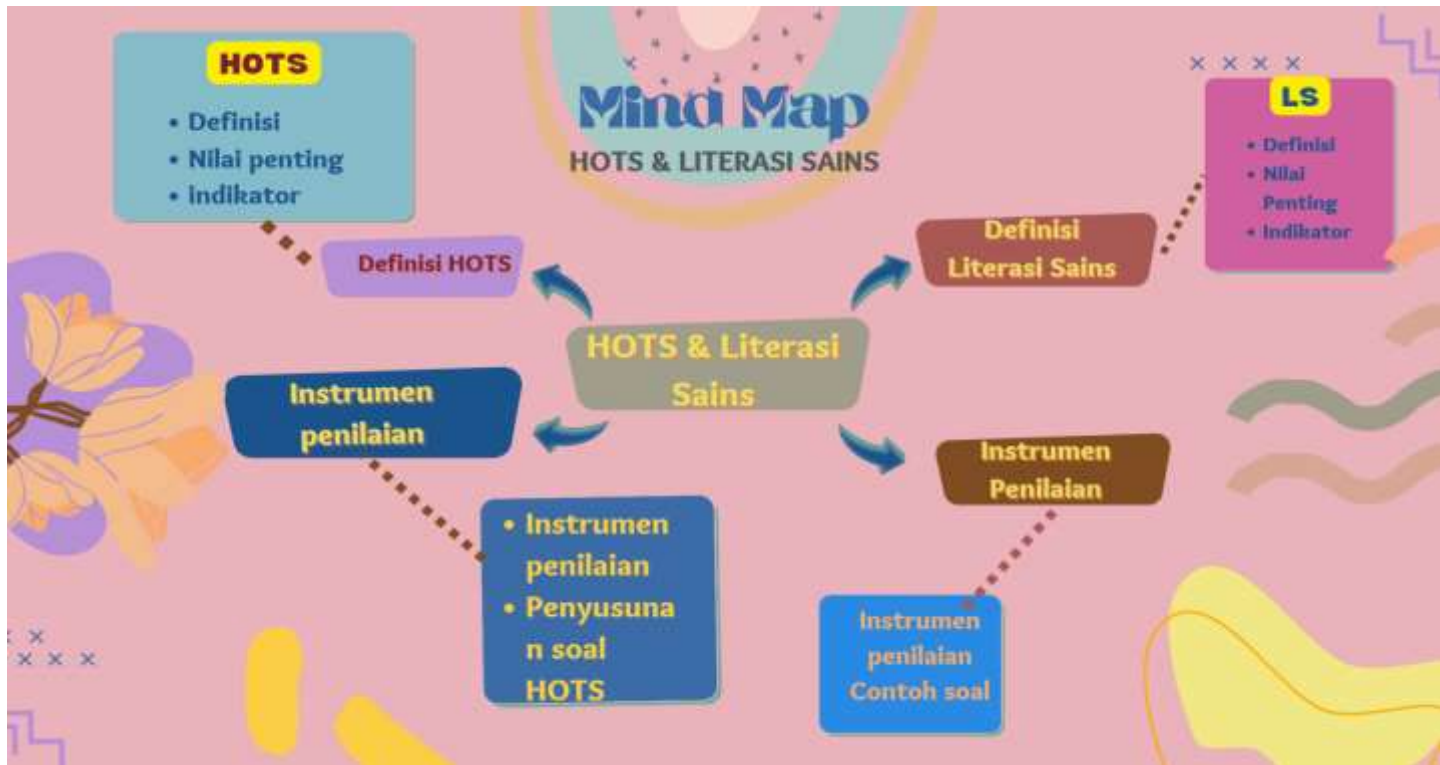 Mind Map
HOTS & LITERASI SAINS
HOTS
• Definisi
• Nilai penting
• indikator
Definisi HOTS
LS
• Definisi
• Nilai
Penting
• Indikator
Definisi
Literasi Sains
HOTS & Literasi
Sains
Instrumen
penilaian
• Instrumen
penilaian
• Penyusuna
n soal
HOTS
Instrumen
Penilaian
Instrumen
penilaian
Contoh soal